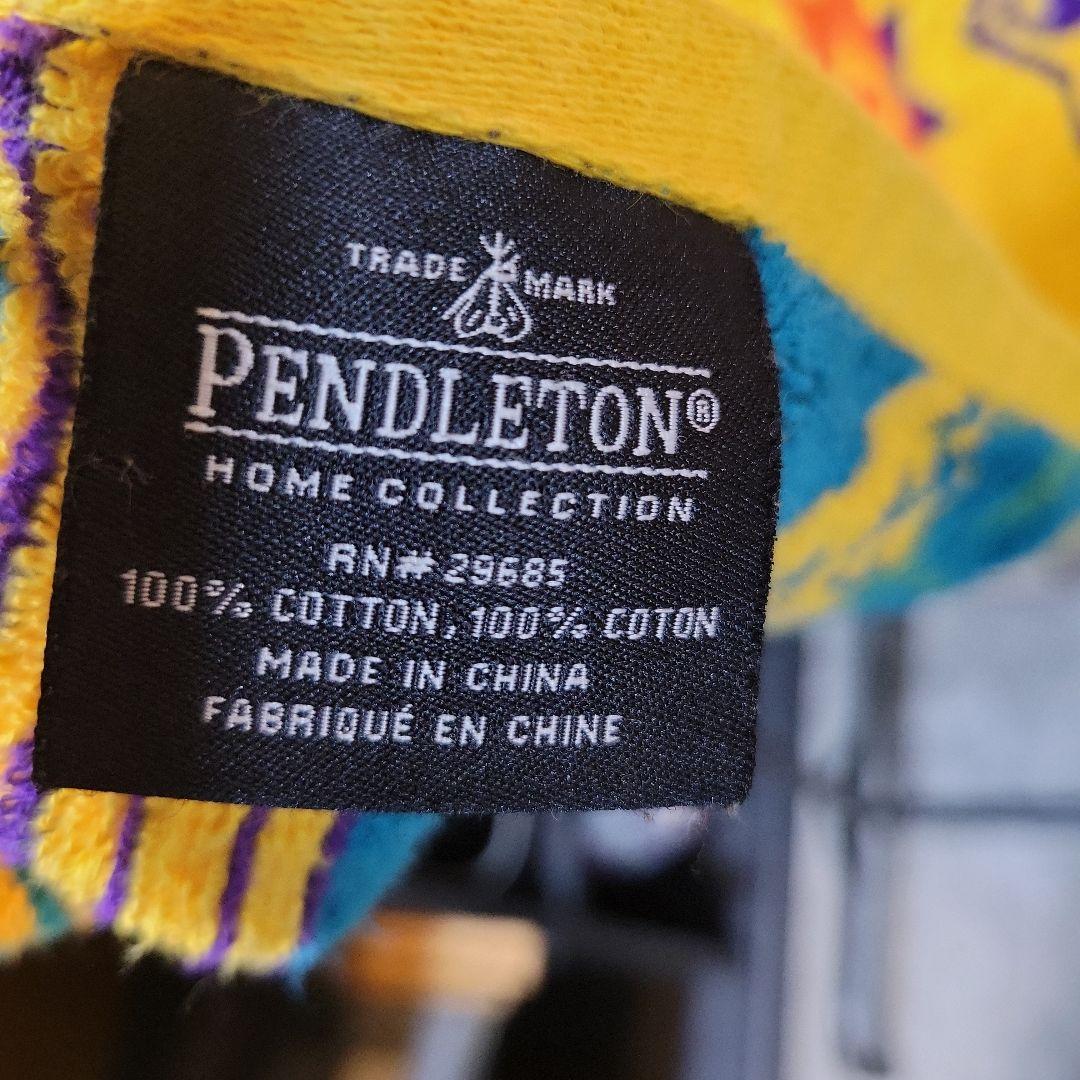 TRADE MARK
PENDLETON®
HOME COLLECTION
RN# 29685
100% COTTON, 100% COTON
MADE IN CHINA
FABRIQUÉ EN CHINE